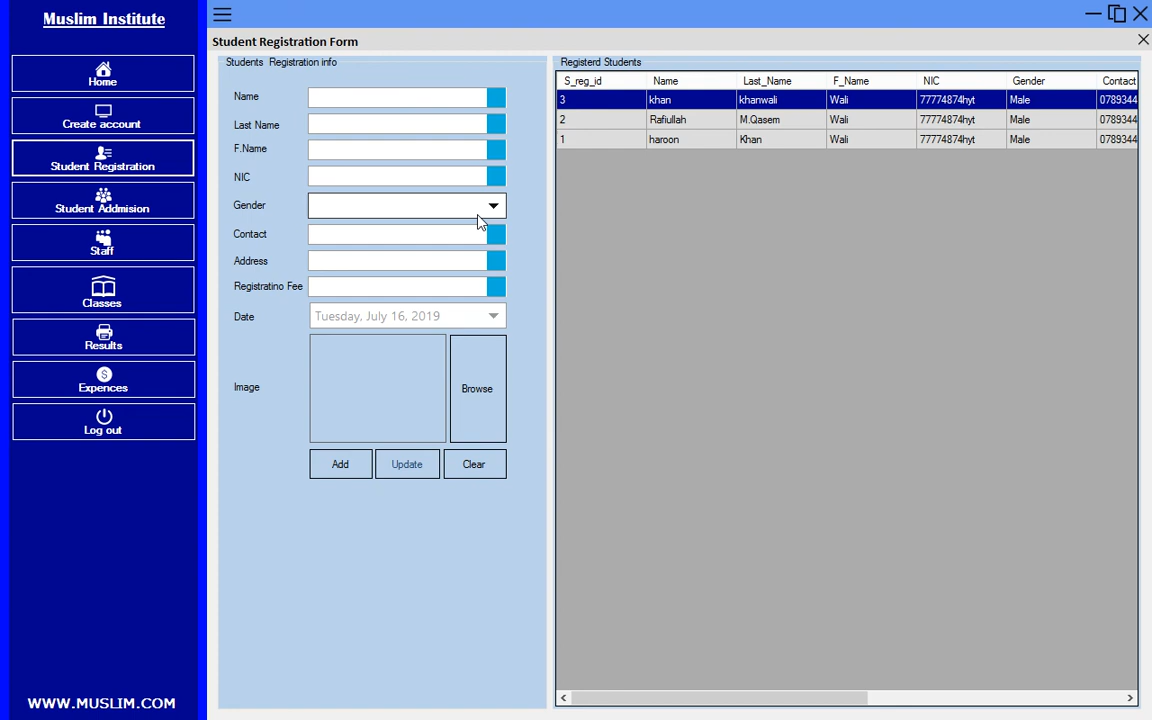 Muslim Institute
Home
Create account
Student Registration
Student Addmision
Staff
Classes
Results
$
Expences
Log out
WWW.MUSLIM.COM
Student Registration Form
Students Registration info
Name
Last Name
F.Name
NIC
Gender
Contact
Address
Registratino Fee
Date Tuesday, July 16, 2019
Image Browse
Add Update Clear
Registerd Students
S_reg_id Name Last_Name F_Name NIC Gender Contact
3 khan khanwali Wali 77774874hyt Male 0789344
2 Rafiullah M.Qasem Wali 77774874hyt Male 0789344
1 haroon Khan Wali 77774874hyt Male 0789344